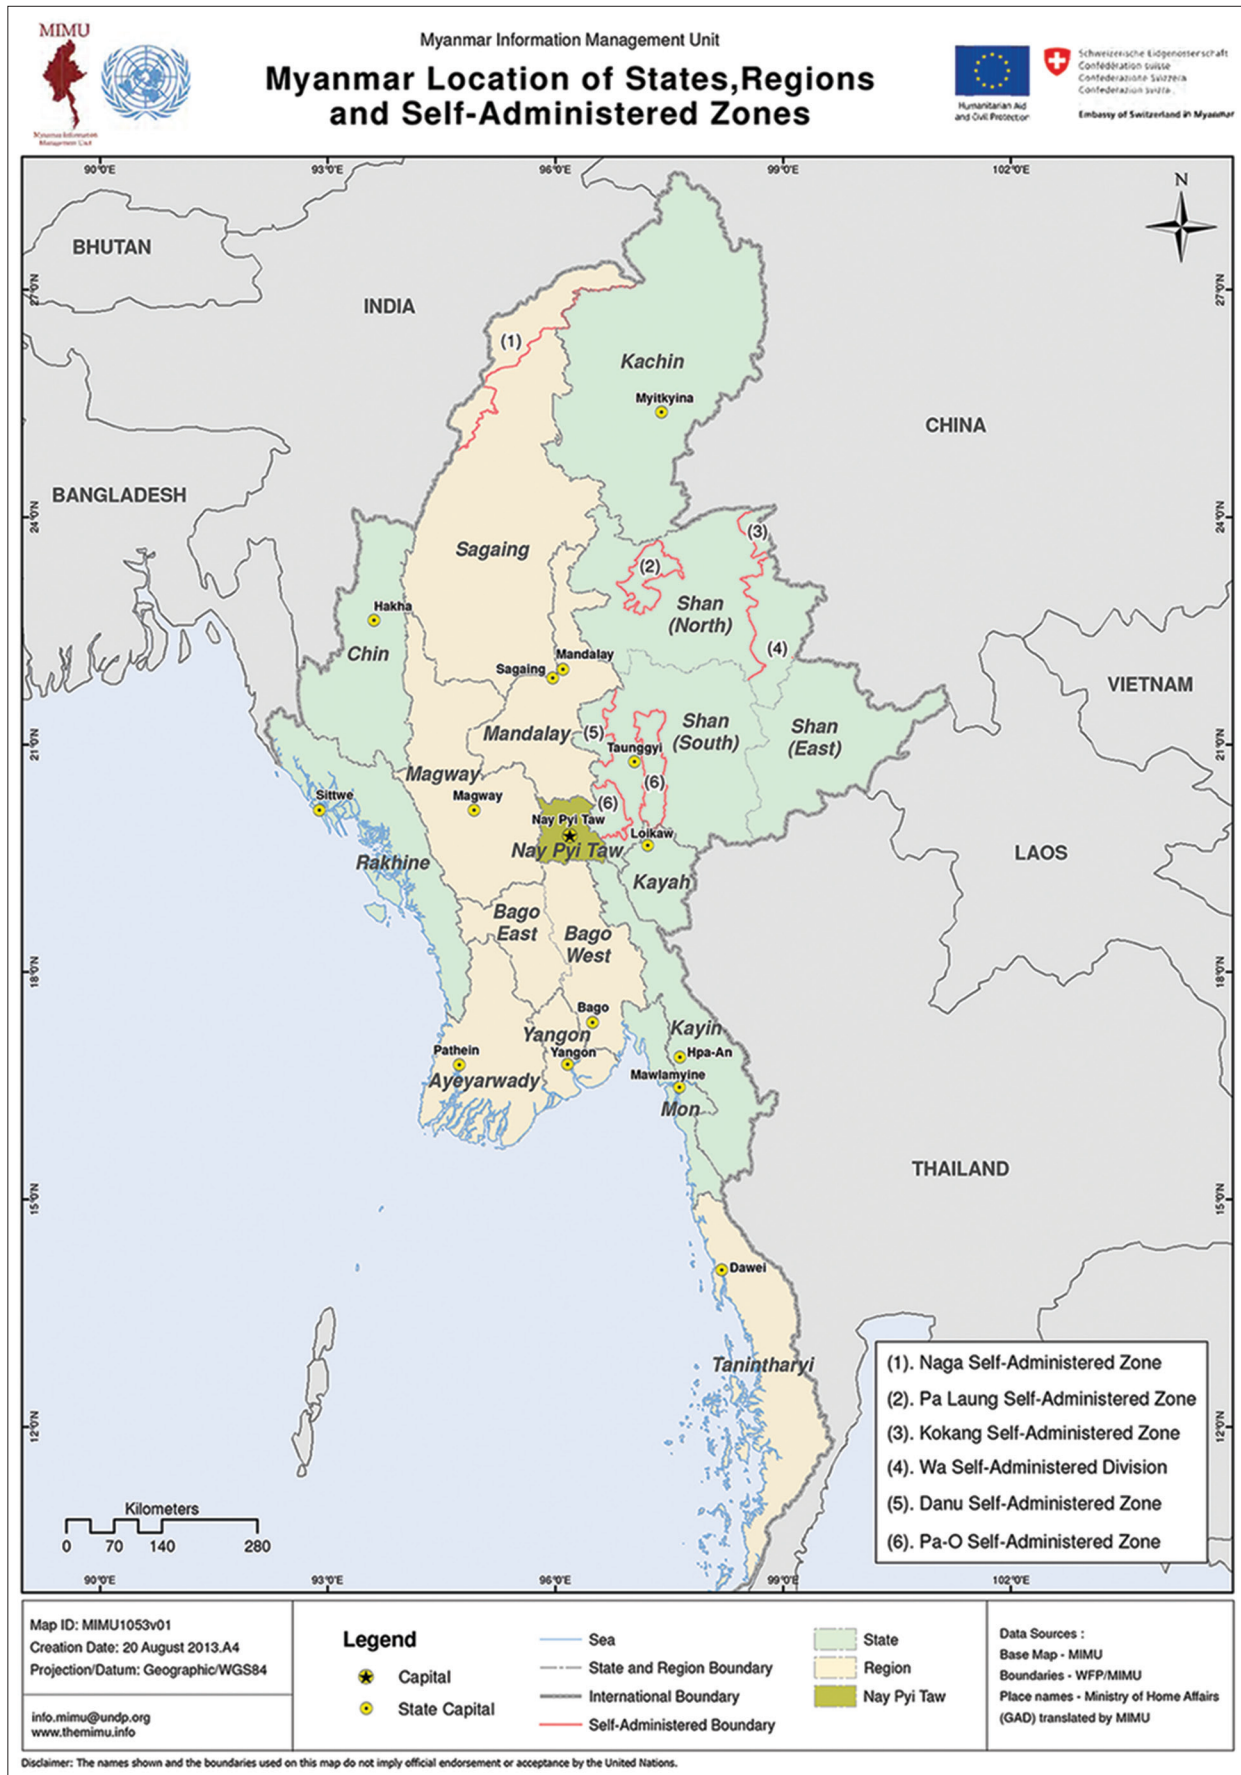 MIMU
Myanmar Information
Management Unit
Myanmar Information Management Unit
Myanmar Location of States,Regions
and Self-Administered Zones
Humanitarian Aid
and Civil Protection
Schweizerische Eidgenossenschaft
Confédération suisse
Confederazione Svizzera
Confederaziun svizra
Embassy of Switzerland in Myanmar
90°0'E
93°0'E
96°0'E
99°0'E
102°0'E
N
BHUTAN
27°0'N
27°0'N
INDIA
(1)
Kachin
Myitkyina
CHINA
BANGLADESH
24°0'N
24°0'N
(3)
Sagaing
(2)
Shan
(North)
Hakha
Chin
(4)
Mandalay
Sagaing
VIETNAM
Shan
(South)
Shan
(East)
Mandalay
(5)
21°0'N
21°0'N
Taunggyi
Magway
(6)
Sittwe
Magway
(6)
Nay Pyi Taw
Loikaw
Nay Pyi Taw
LAOS
Rakhine
Kayah
Bago
East
Bago
West
18°0'N
18°0'N
Bago
Kayin
Yangon
Pathein
Yangon
Hpa-An
Ayeyarwady
Mawlamyine
Mon
THAILAND
15°0'N
15°0'N
Dawei
Tanintharyi
12°0'N
12°0'N
(1). Naga Self-Administered Zone
(2). Pa Laung Self-Administered Zone
(3). Kokang Self-Administered Zone
(4). Wa Self-Administered Division
(5). Danu Self-Administered Zone
(6). Pa-O Self-Administered Zone
Kilometers
0 70 140 280
90°0'E
93°0'E
96°0'E
99°0'E
102°0'E
Map ID: MIMU1053v01
Creation Date: 20 August 2013.A4
Projection/Datum: Geographic/WGS84
info.mimu@undp.org
www.themimu.info
Legend
Capital
State Capital
Sea
State and Region Boundary
International Boundary
Self-Administered Boundary
State
Region
Nay Pyi Taw
Data Sources :
Base Map - MIMU
Boundaries - WFP/MIMU
Place names - Ministry of Home Affairs
(GAD) translated by MIMU
Disclaimer: The names shown and the boundaries used on this map do not imply official endorsement or acceptance by the United Nations.